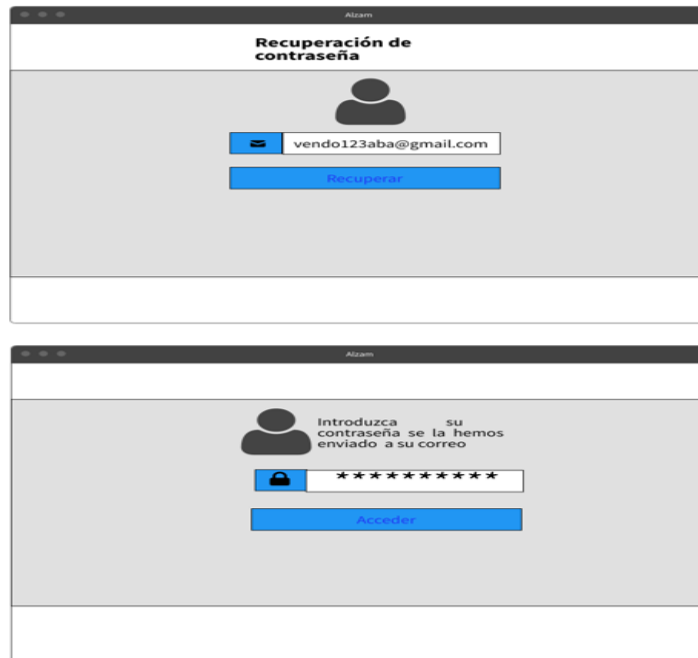 Alzam
Recuperación de
contraseña
vendo123aba@gmail.com
Recuperar
Alzam
Introduzca su
contraseña se la hemos
enviado a su correo
**********
Acceder